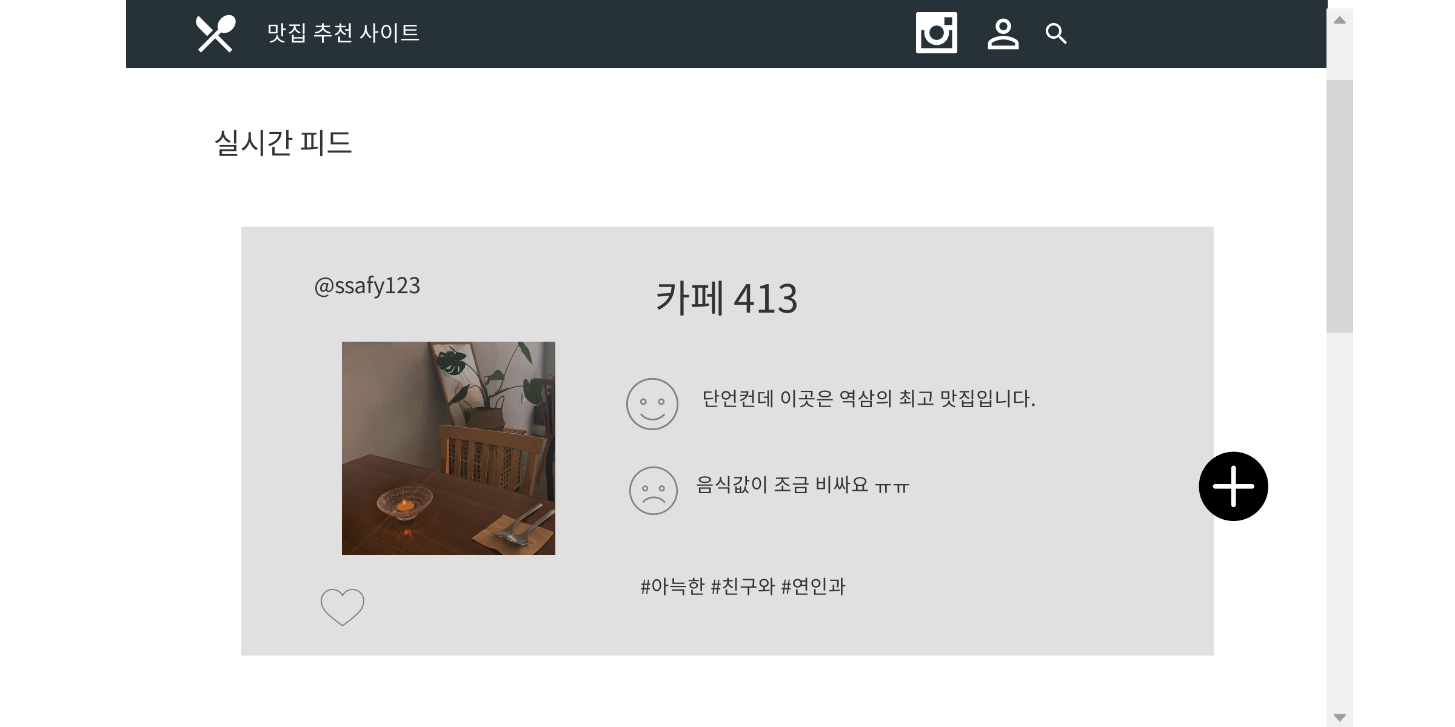 맛집 추천 사이트
실시간 피드
@ssafy123
카페 413
단언컨데 이곳은 역삼의 최고 맛집입니다.
음식값이 조금 비싸요 ㅠㅠ
#아늑한 #친구와 #연인과